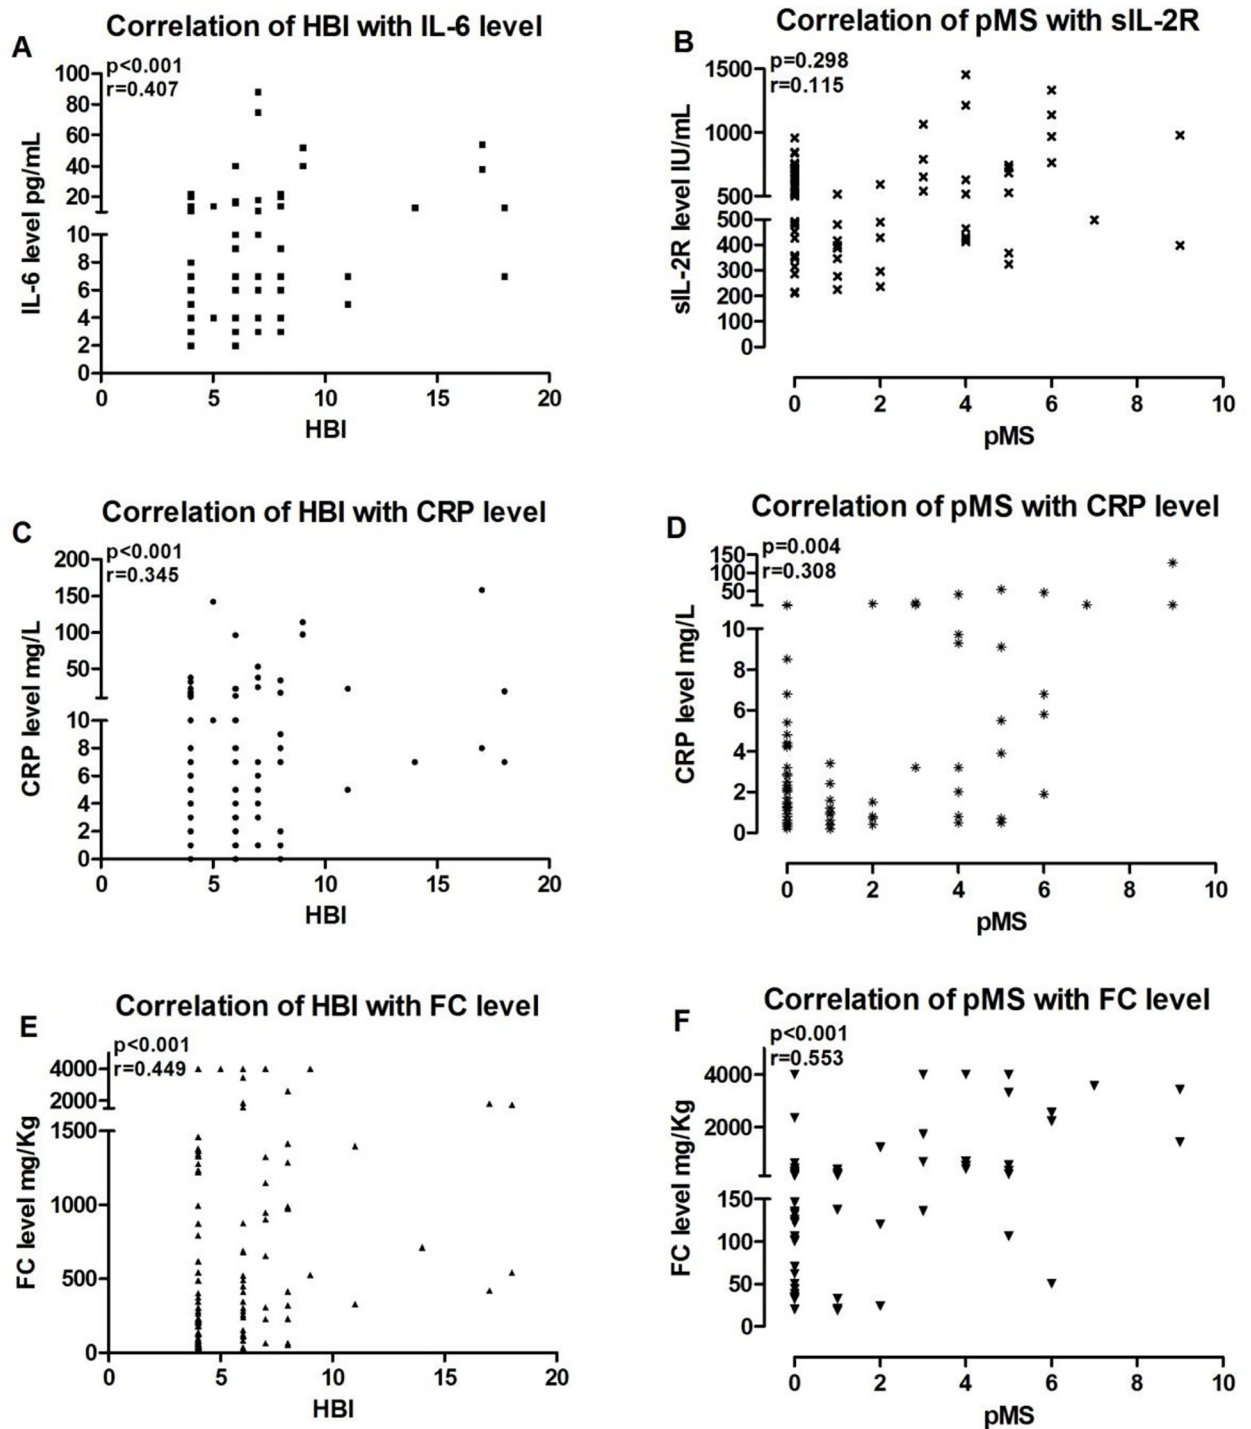 A
Correlation of HBI with IL-6 level
p<0.001
r=0.407
IL-6 level pg/mL
100
80
60
40
20
10
8
6
4
2
0
0 5 10 15 20
HBI
B
Correlation of pMS with sIL-2R
p=0.298
r=0.115
sIL-2R level IU/mL
1500
1000
500
500
400
300
200
100
0
0 2 4 6 8 10
pMS
C
Correlation of HBI with CRP level
p<0.001
r=0.345
CRP level mg/L
200
150
100
50
10
8
6
4
2
0
0 5 10 15 20
HBI
D
Correlation of pMS with CRP level
p=0.004
r=0.308
CRP level mg/L
150
100
50
10
8
6
4
2
0
0 2 4 6 8 10
pMS
E
Correlation of HBI with FC level
p<0.001
r=0.449
FC level mg/Kg
4000
2000
1500
1000
500
0
0 5 10 15 20
HBI
F
Correlation of pMS with FC level
p<0.001
r=0.553
FC level mg/Kg
4000
2000
150
100
50
0
0 2 4 6 8 10
pMS